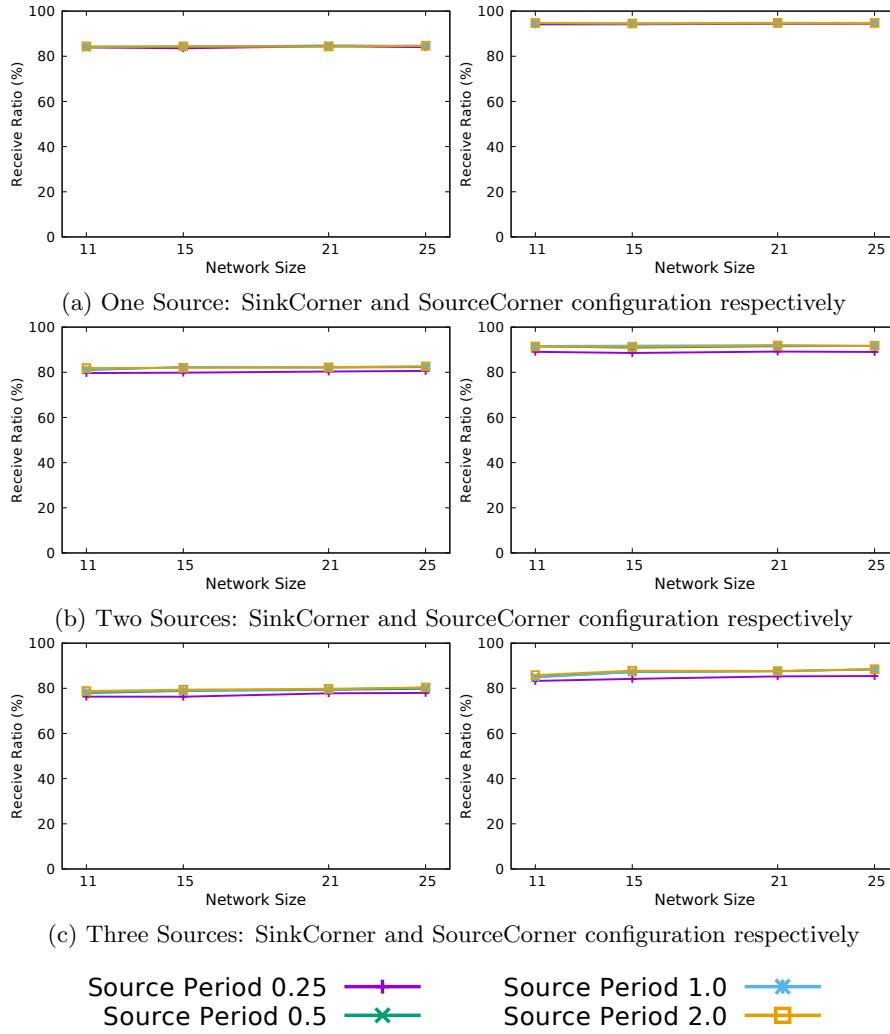 100
80
60
40
20
0
Receive Ratio (%)
11 15 21 25
Network Size
100
80
60
40
20
0
Receive Ratio (%)
11 15 21 25
Network Size
(a) One Source: SinkCorner and SourceCorner configuration respectively
100
80
60
40
20
0
Receive Ratio (%)
11 15 21 25
Network Size
100
80
60
40
20
0
Receive Ratio (%)
11 15 21 25
Network Size
(b) Two Sources: SinkCorner and SourceCorner configuration respectively
100
80
60
40
20
0
Receive Ratio (%)
11 15 21 25
Network Size
100
80
60
40
20
0
Receive Ratio (%)
11 15 21 25
Network Size
(c) Three Sources: SinkCorner and SourceCorner configuration respectively
Source Period 0.25
Source Period 0.5
Source Period 1.0
Source Period 2.0